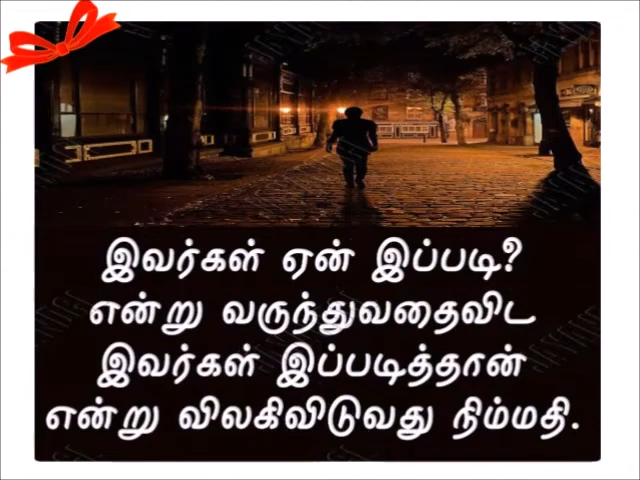 இவர்கள் ஏன் இப்படி?
என்று வருந்துவதைவிட
இவர்கள் இப்படித்தான்
என்று விலகிவிடுவது நிம்மதி.